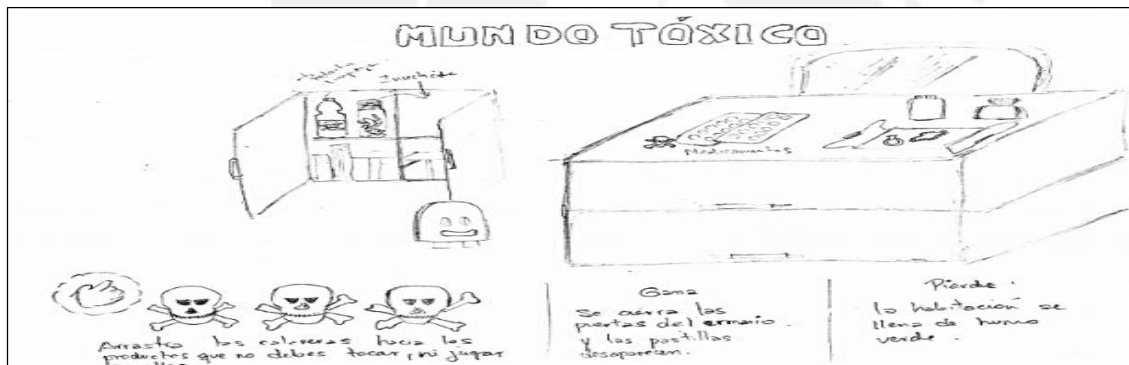 MUNDO TÓXICO
Insecticida
Medicamentos
Arrastra las calaveras hacia los
productos que no debes tocar, ni jugar
Gana
Se cierra las
puertas del armario
y las pastillas
desaparecen.
Pierde.
la habitación se
llena de humo
verde.